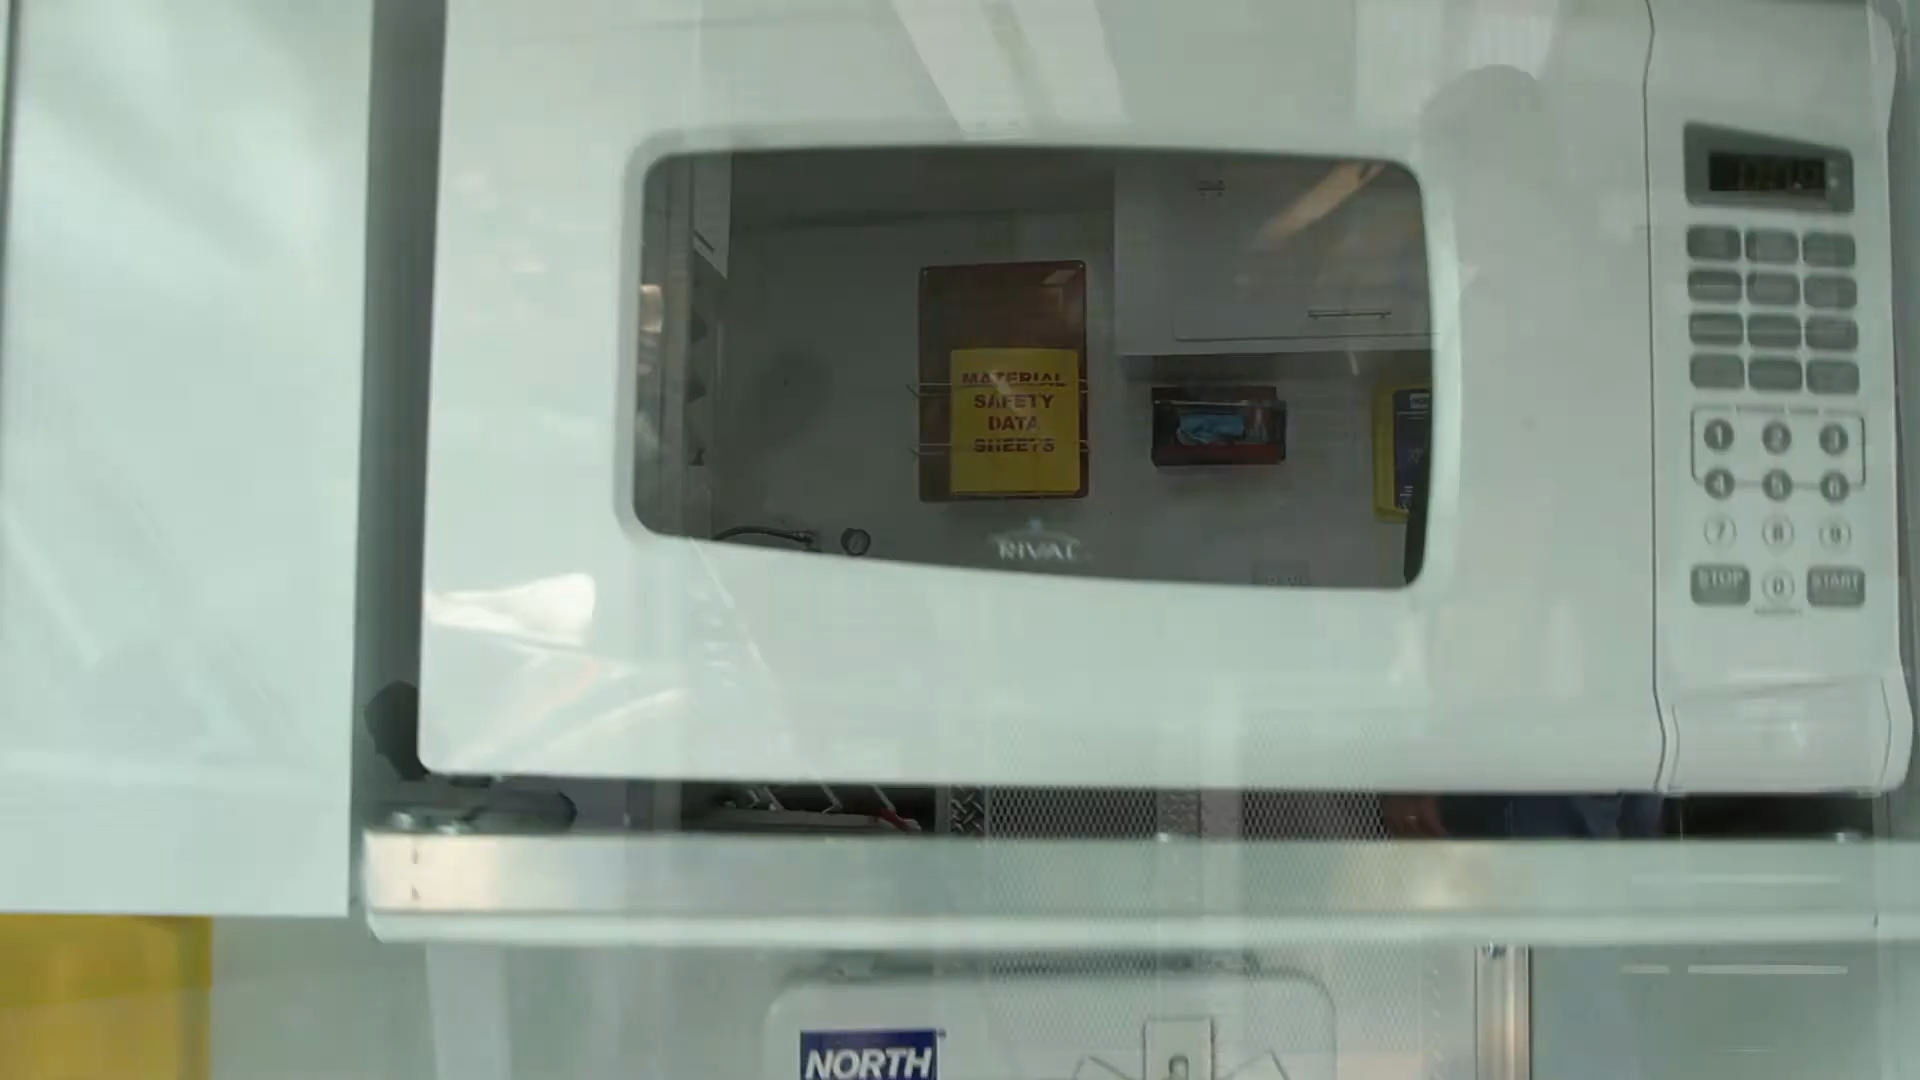 MATERIAL
SAFETY
DATA
SHEETS
RIVAL
1 2 3
4 5 6
7 8 9
STOP 0 START
NORTH